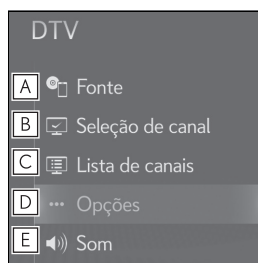 DTV
A Fonte
B Seleção de canal
C Lista de canais
D Opções
E Som